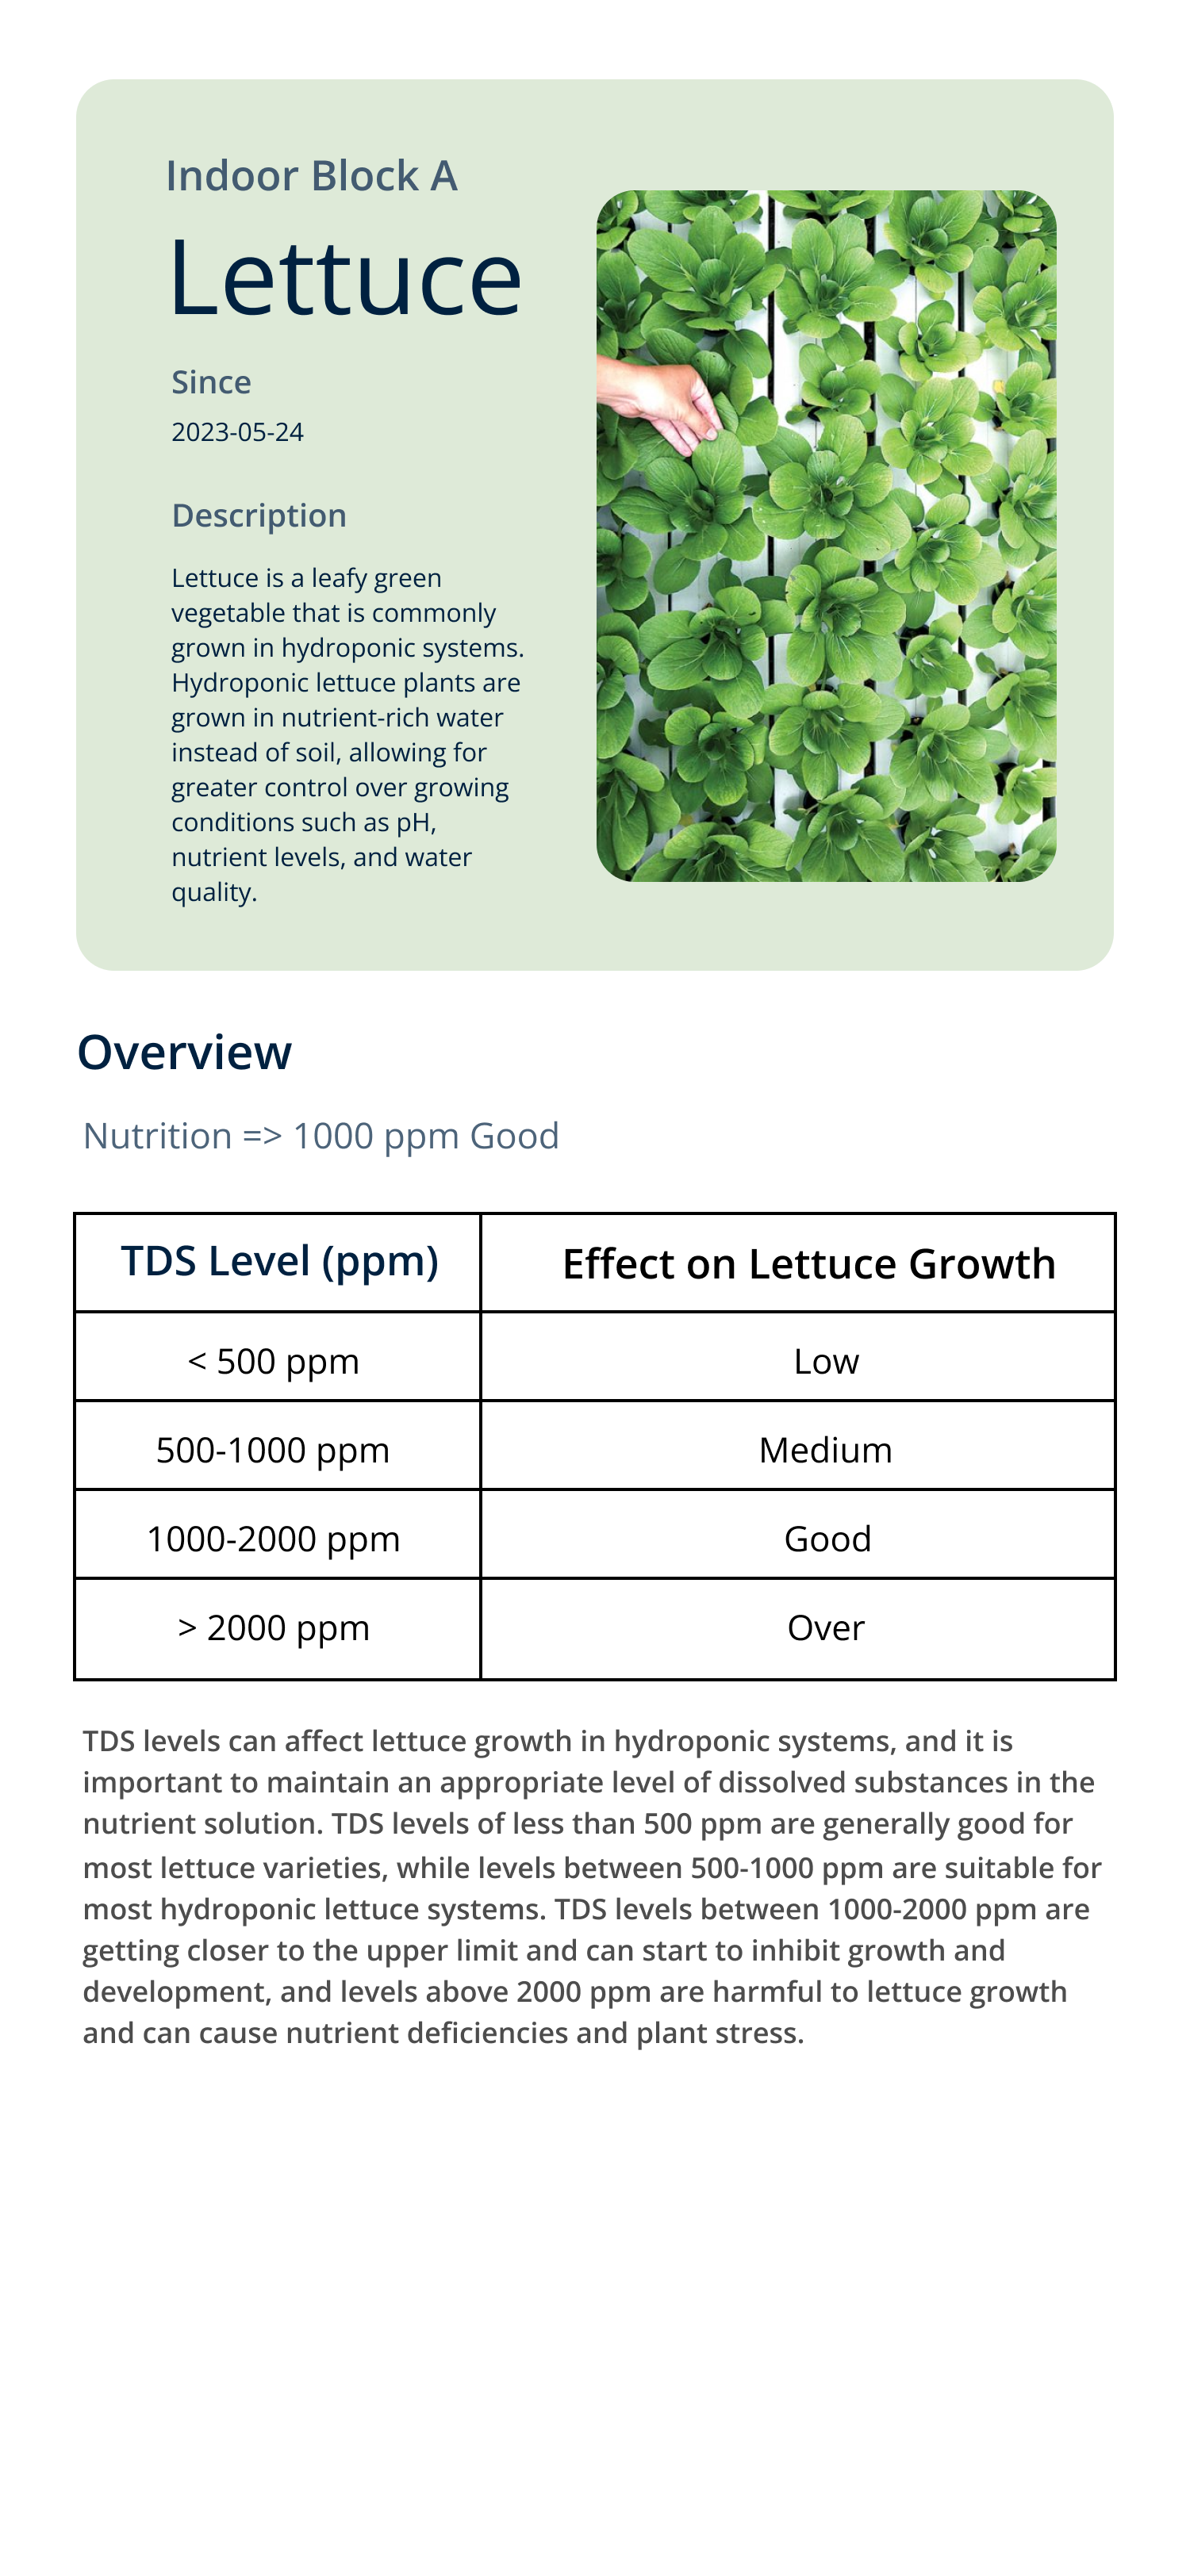 Indoor Block A
Lettuce
Since
2023-05-24
Description
Lettuce is a leafy green
vegetable that is commonly
grown in hydroponic systems.
Hydroponic lettuce plants are
grown in nutrient-rich water
instead of soil, allowing for
greater control over growing
conditions such as pH,
nutrient levels, and water
quality.
Overview
Nutrition => 1000 ppm Good
TDS Level (ppm) Effect on Lettuce Growth
< 500 ppm Low
500-1000 ppm Medium
1000-2000 ppm Good
> 2000 ppm Over
TDS levels can affect lettuce growth in hydroponic systems, and it is
important to maintain an appropriate level of dissolved substances in the
nutrient solution. TDS levels of less than 500 ppm are generally good for
most lettuce varieties, while levels between 500-1000 ppm are suitable for
most hydroponic lettuce systems. TDS levels between 1000-2000 ppm are
getting closer to the upper limit and can start to inhibit growth and
development, and levels above 2000 ppm are harmful to lettuce growth
and can cause nutrient deficiencies and plant stress.